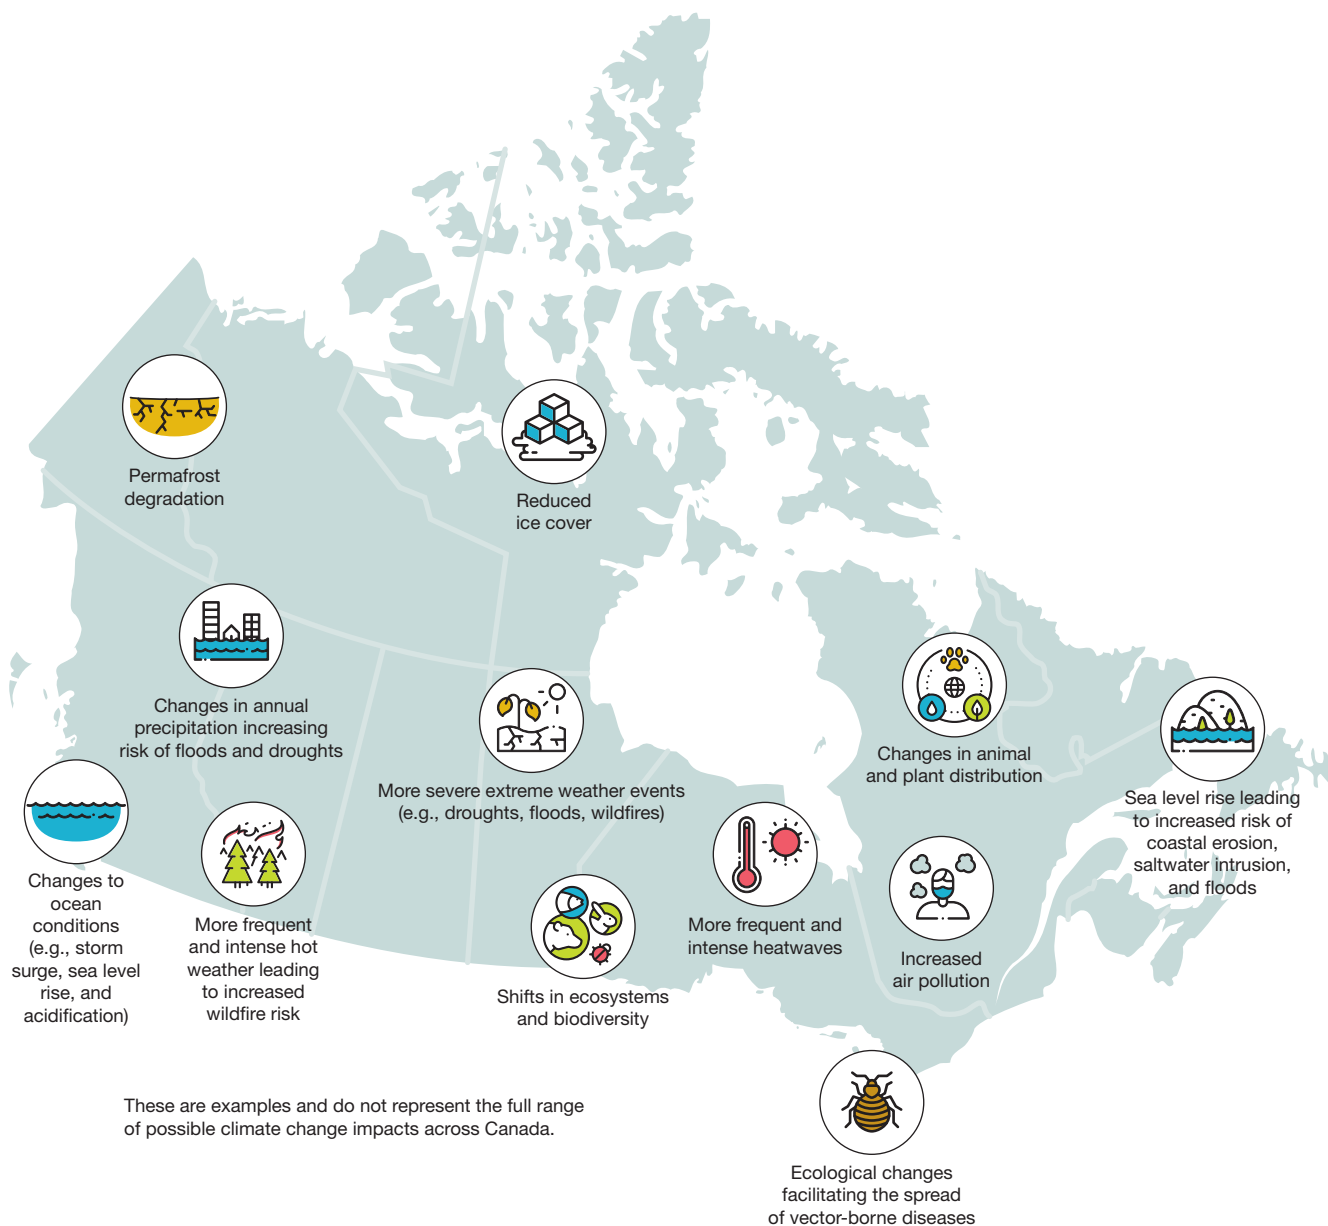 Permafrost
degradation
Reduced
ice cover
Changes in annual
precipitation increasing
risk of floods and droughts
More severe extreme weather events
(e.g., droughts, floods, wildfires)
Changes in animal
and plant distribution
Sea level rise leading
to increased risk of
coastal erosion,
saltwater intrusion,
and floods
Changes to
ocean
conditions
(e.g., storm
surge, sea level
rise, and
acidification)
More frequent
and intense hot
weather leading
to increased
wildfire risk
Shifts in ecosystems
and biodiversity
More frequent and
intense heatwaves
Increased
air pollution
These are examples and do not represent the full range
of possible climate change impacts across Canada.
Ecological changes
facilitating the spread
of vector-borne diseases